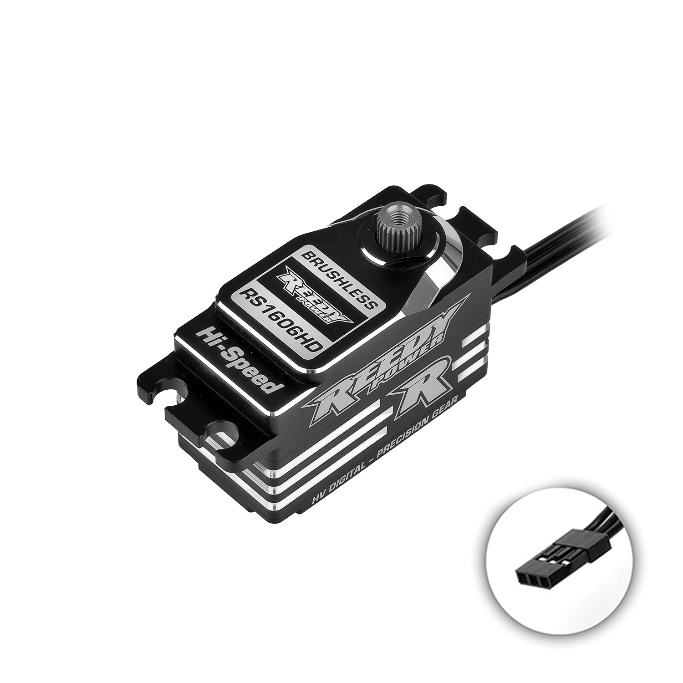 BRUSHLESS
REEDY
POWER
RS1606HD
Hi-Speed
REEDY
POWER
R
HV DIGITAL - PRECISION GEAR